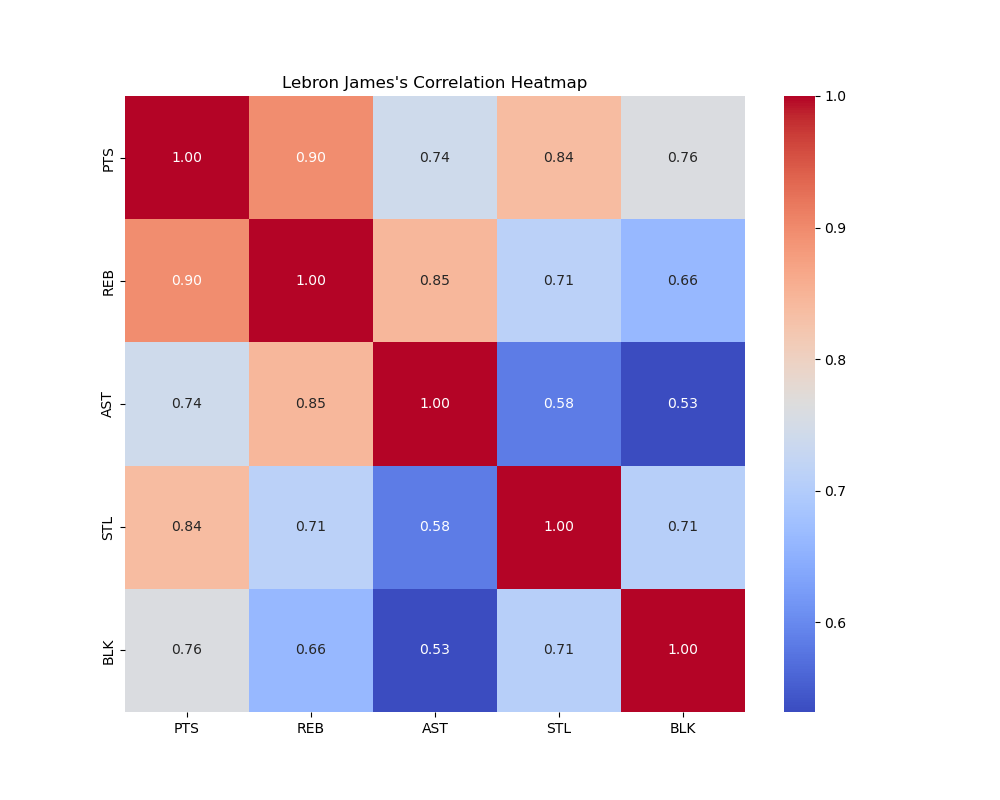 Lebron James's Correlation Heatmap
PTS 1.00 0.90 0.74 0.84 0.76
REB 0.90 1.00 0.85 0.71 0.66
AST 0.74 0.85 1.00 0.58 0.53
STL 0.84 0.71 0.58 1.00 0.71
BLK 0.76 0.66 0.53 0.71 1.00
PTS REB AST STL BLK
1.0
0.9
0.8
0.7
0.6